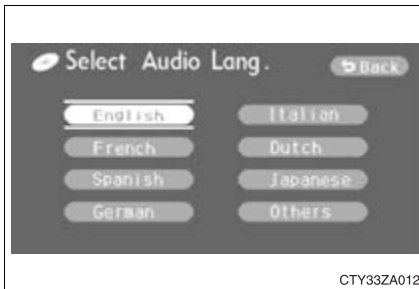 Select Audio Lang.
Back
English
Italian
French
Dutch
Spanish
Japanese
German
Others
CTY33ZA012